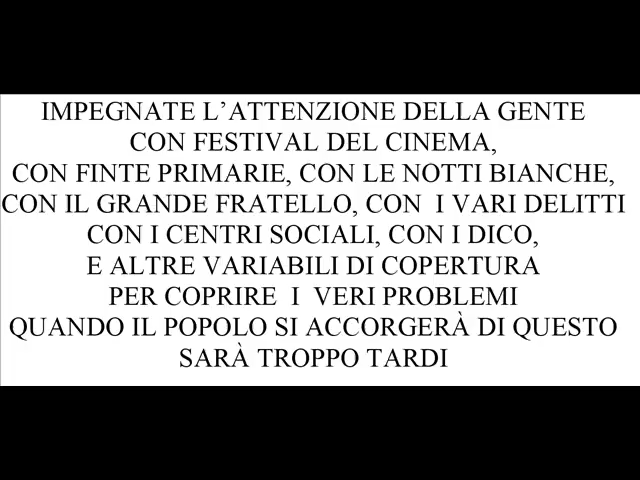 IMPEGNATE L'ATTENZIONE DELLA GENTE
CON FESTIVAL DEL CINEMA,
CON FINTE PRIMARIE, CON LE NOTTI BIANCHE,
CON IL GRANDE FRATELLO, CON I VARI DELITTI
CON I CENTRI SOCIALI, CON I DICO,
E ALTRE VARIABILI DI COPERTURA
PER COPRIRE I VERI PROBLEMI
QUANDO IL POPOLO SI ACCORGERÀ DI QUESTO
SARÀ TROPPO TARDI